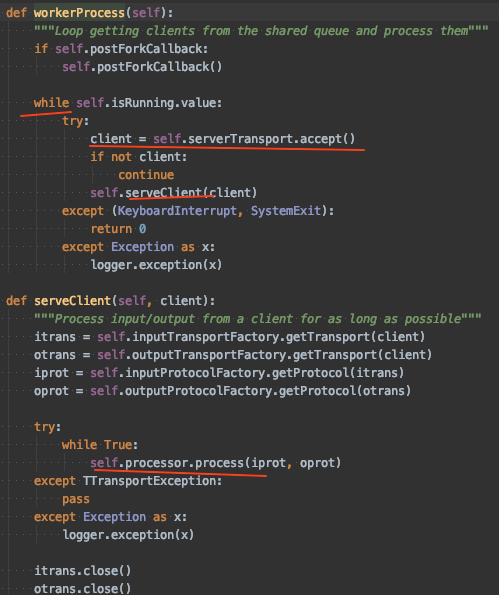 def workerProcess(self):
    """Loop getting clients from the shared queue and process them"""
    if self.postForkCallback:
        self.postForkCallback()

    while self.isRunning.value:
        try:
            client = self.serverTransport.accept()
            if not client:
                continue
            self.serveClient(client)
        except (KeyboardInterrupt, SystemExit):
            return 0
        except Exception as x:
            logger.exception(x)

def serveClient(self, client):
    """Process input/output from a client for as long as possible"""
    itrans = self.inputTransportFactory.getTransport(client)
    otrans = self.outputTransportFactory.getTransport(client)
    iprot = self.inputProtocolFactory.getProtocol(itrans)
    oprot = self.outputProtocolFactory.getProtocol(otrans)

    try:
        while True:
            self.processor.process(iprot, oprot)
    except TTransportException:
        pass
    except Exception as x:
        logger.exception(x)

    itrans.close()
    otrans.close()